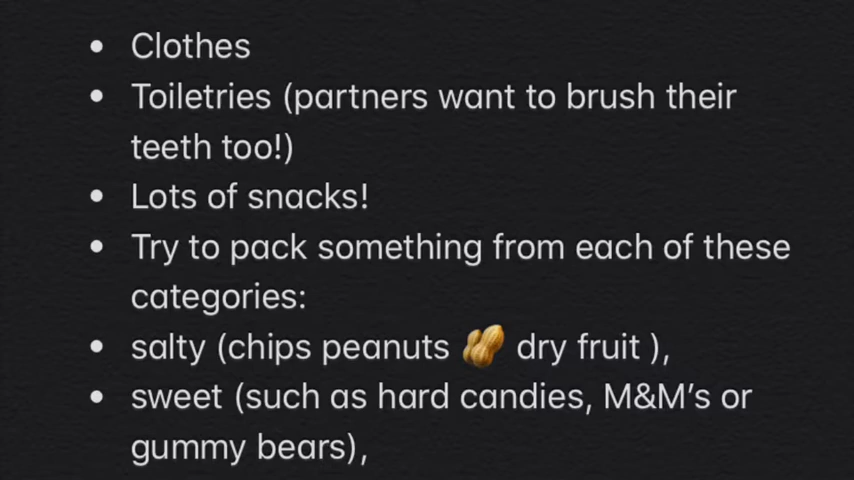 • Clothes
• Toiletries (partners want to brush their
teeth too!)
• Lots of snacks!
• Try to pack something from each of these
categories:
• salty (chips peanuts 🥜 dry fruit ),
• sweet (such as hard candies, M&M’s or
gummy bears),